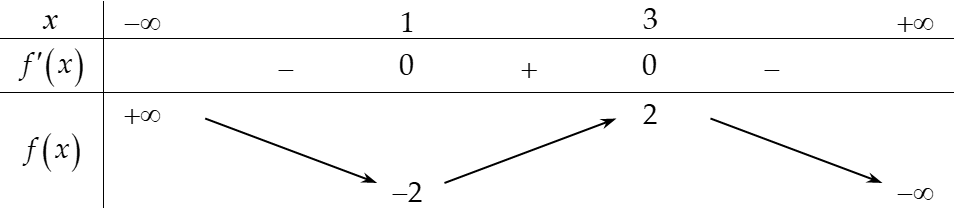 x −∞ 1 3 +∞
f′(x) − 0 + 0 −
+∞ 2
f(x)
−2 −∞